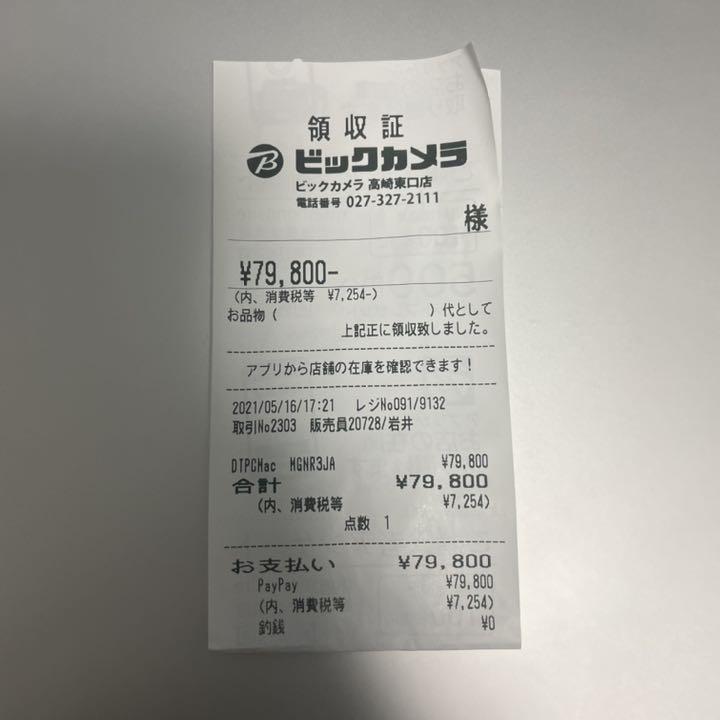 領収証
ビックカメラ
ビックカメラ 高崎東口店
電話番号 027-327-2111
様
¥79,800-
(内、消費税等 ¥7,254-)
お品物( )代として
上記正に領収致しました。
アプリから店舗の在庫を確認できます!
2021/05/16/17:21 レジNo091/9132
取引No2303 販売員20728/岩井
DTPCMac MGNR3JA ¥79,800
合計 ¥79,800
(内、消費税等 ¥7,254)
点数 1
お支払い ¥79,800
PayPay ¥79,800
(内、消費税等 ¥7,254)
釣銭 ¥0